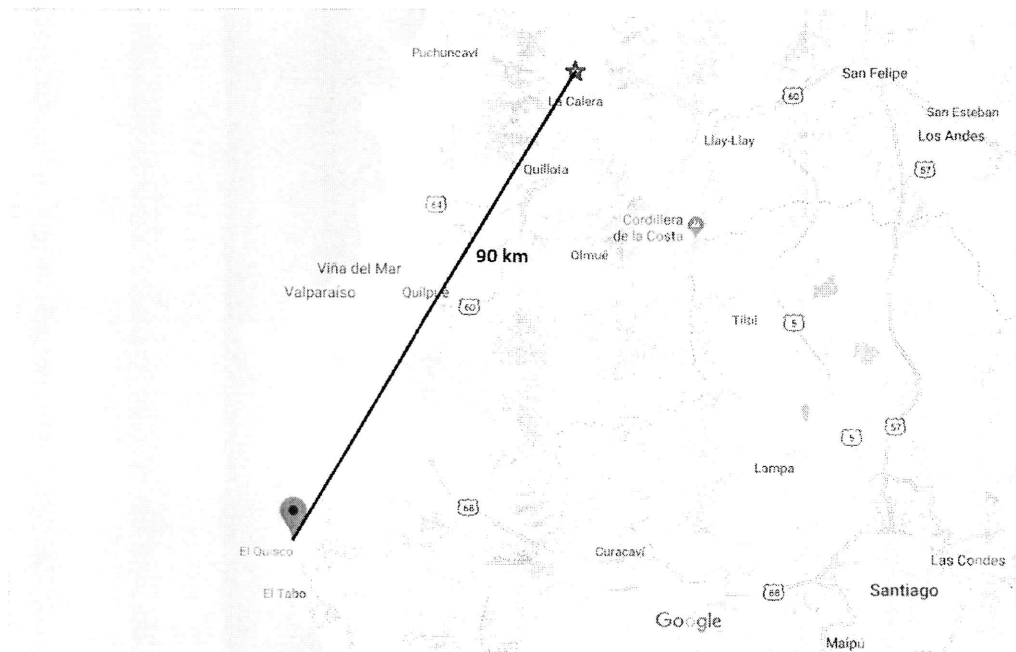 Puchuncaví
La Calera
San Felipe
60
San Esteban
Los Andes
Llay-Llay
57
Quillota
64
Cordillera
de la Costa
Olmué
90 km
Viña del Mar
Valparaíso
Quilpué
60
Tiltil
5
5
57
Lampa
68
El Quisco
Curacaví
Las Condes
El Tabo
68
Santiago
Google
Maipú